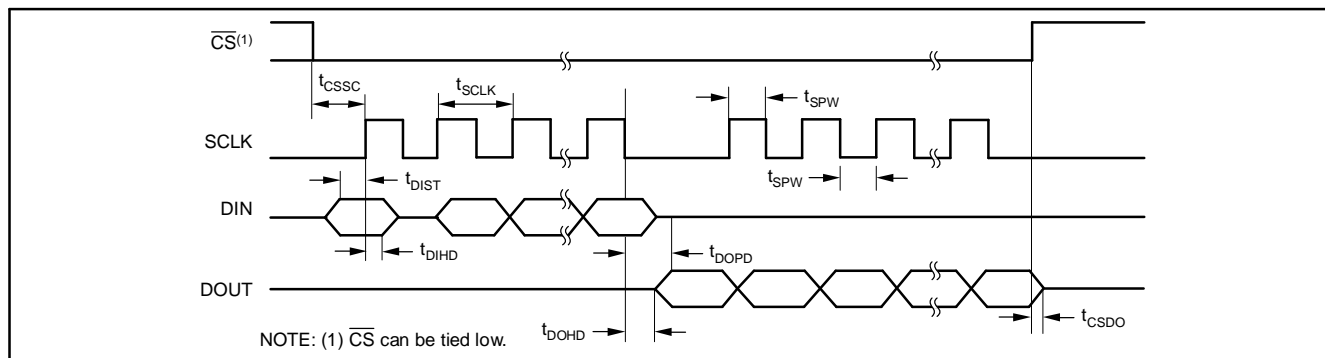 CS(1)
tCSSC
tSCLK
tSPW
SCLK
tDIST
tSPW
DIN
tDIHD
tDOPD
DOUT
tDOHD
tCSDO
NOTE: (1) CS can be tied low.